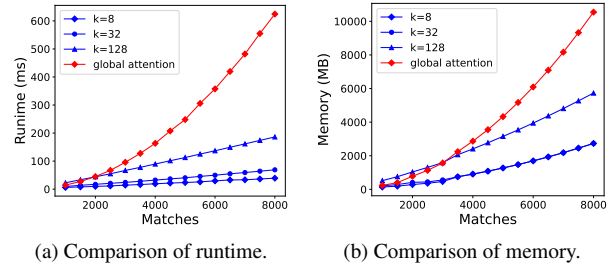 k=8
k=32
k=128
global attention
600
500
400
300
200
100
0
Runime (ms)
2000
4000
6000
8000
Matches
(a) Comparison of runtime.
k=8
k=32
k=128
global attention
10000
8000
6000
4000
2000
0
Memory (MB)
2000
4000
6000
8000
Matches
(b) Comparison of memory.